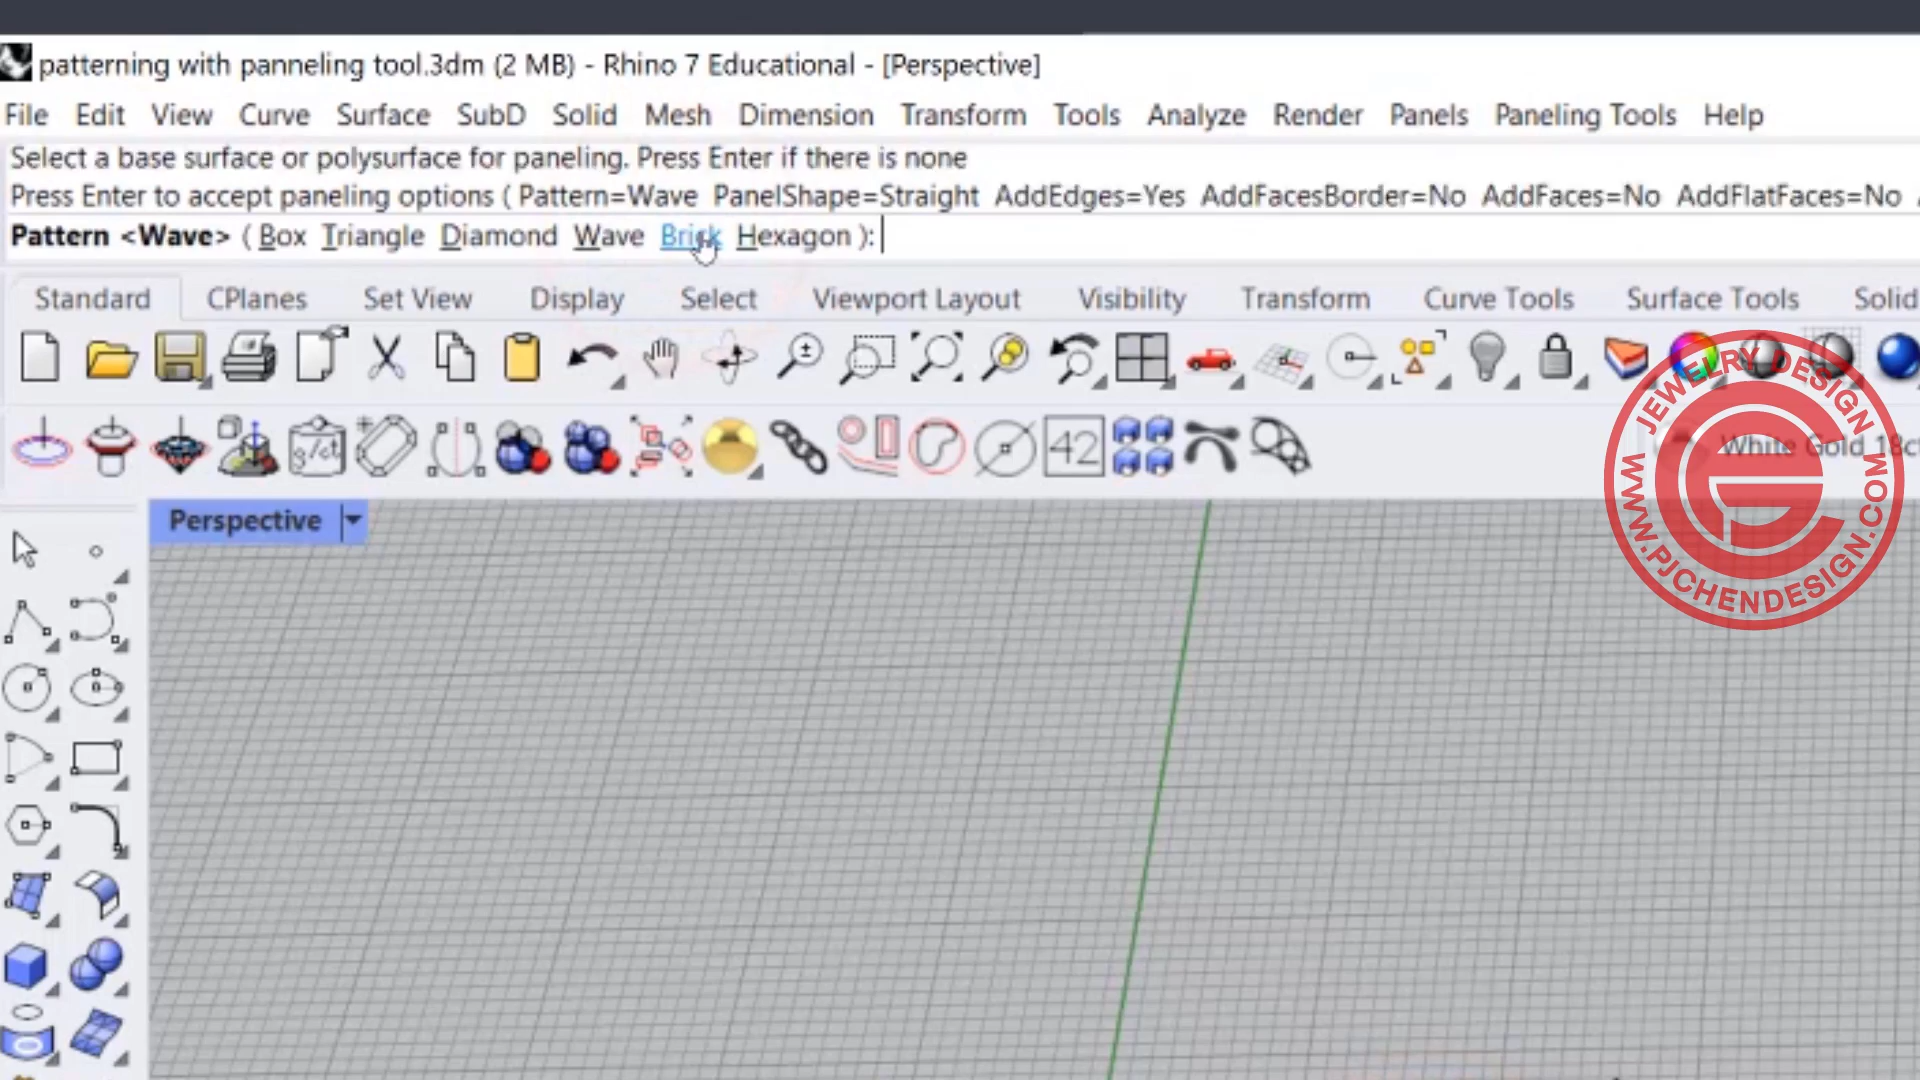 patterning with panneling tool.3dm (2 MB) - Rhino 7 Educational - [Perspective]
File Edit View Curve Surface SubD Solid Mesh Dimension Transform Tools Analyze Render Panels Paneling Tools Help
Select a base surface or polysurface for paneling. Press Enter if there is none
Press Enter to accept paneling options ( Pattern=Wave PanelShape=Straight AddEdges=Yes AddFacesBorder=No AddFaces=No AddFlatFaces=No
Pattern <Wave> ( Box Triangle Diamond Wave Brick Hexagon ):
Standard CPlanes Set View Display Select Viewport Layout Visibility Transform Curve Tools Surface Tools Solid
g/ct
42
White Gold 18c
JEWELRY DESIGN
WWW.PJCHENDESIGN.COM
Perspective